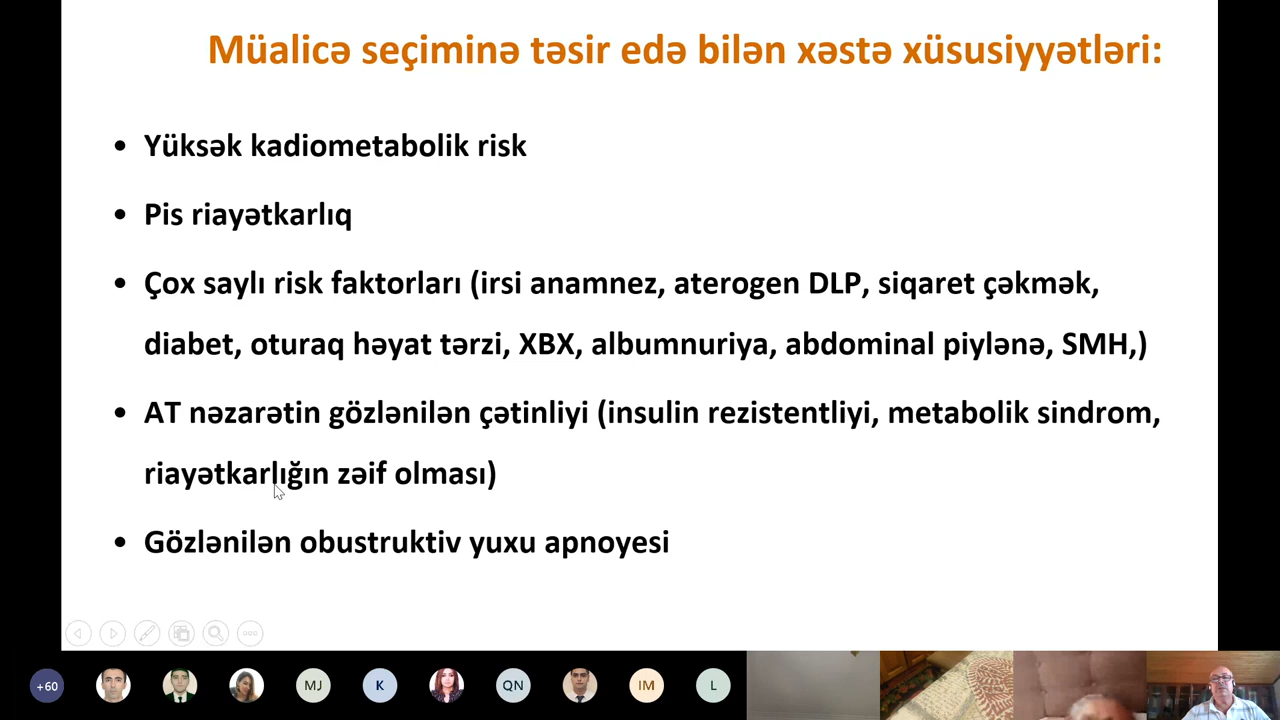 Müalicə seçiminə təsir edə bilən xəstə xüsusiyyətləri:
• Yüksək kadiometabolik risk
• Pis riayətkarlıq
• Çox saylı risk faktorları (irsi anamnez, aterogen DLP, siqaret çəkmək,
diabet, oturaq həyat tərzi, XBX, albumnuriya, abdominal piylənə, SMH,)
• AT nəzarətin gözlənilən çətinliyi (insulin rezistentliyi, metabolik sindrom,
riayətkarlığın zəif olması)
• Gözlənilən obustruktiv yuxu apnoyesi
+60 MJ K QN IM L